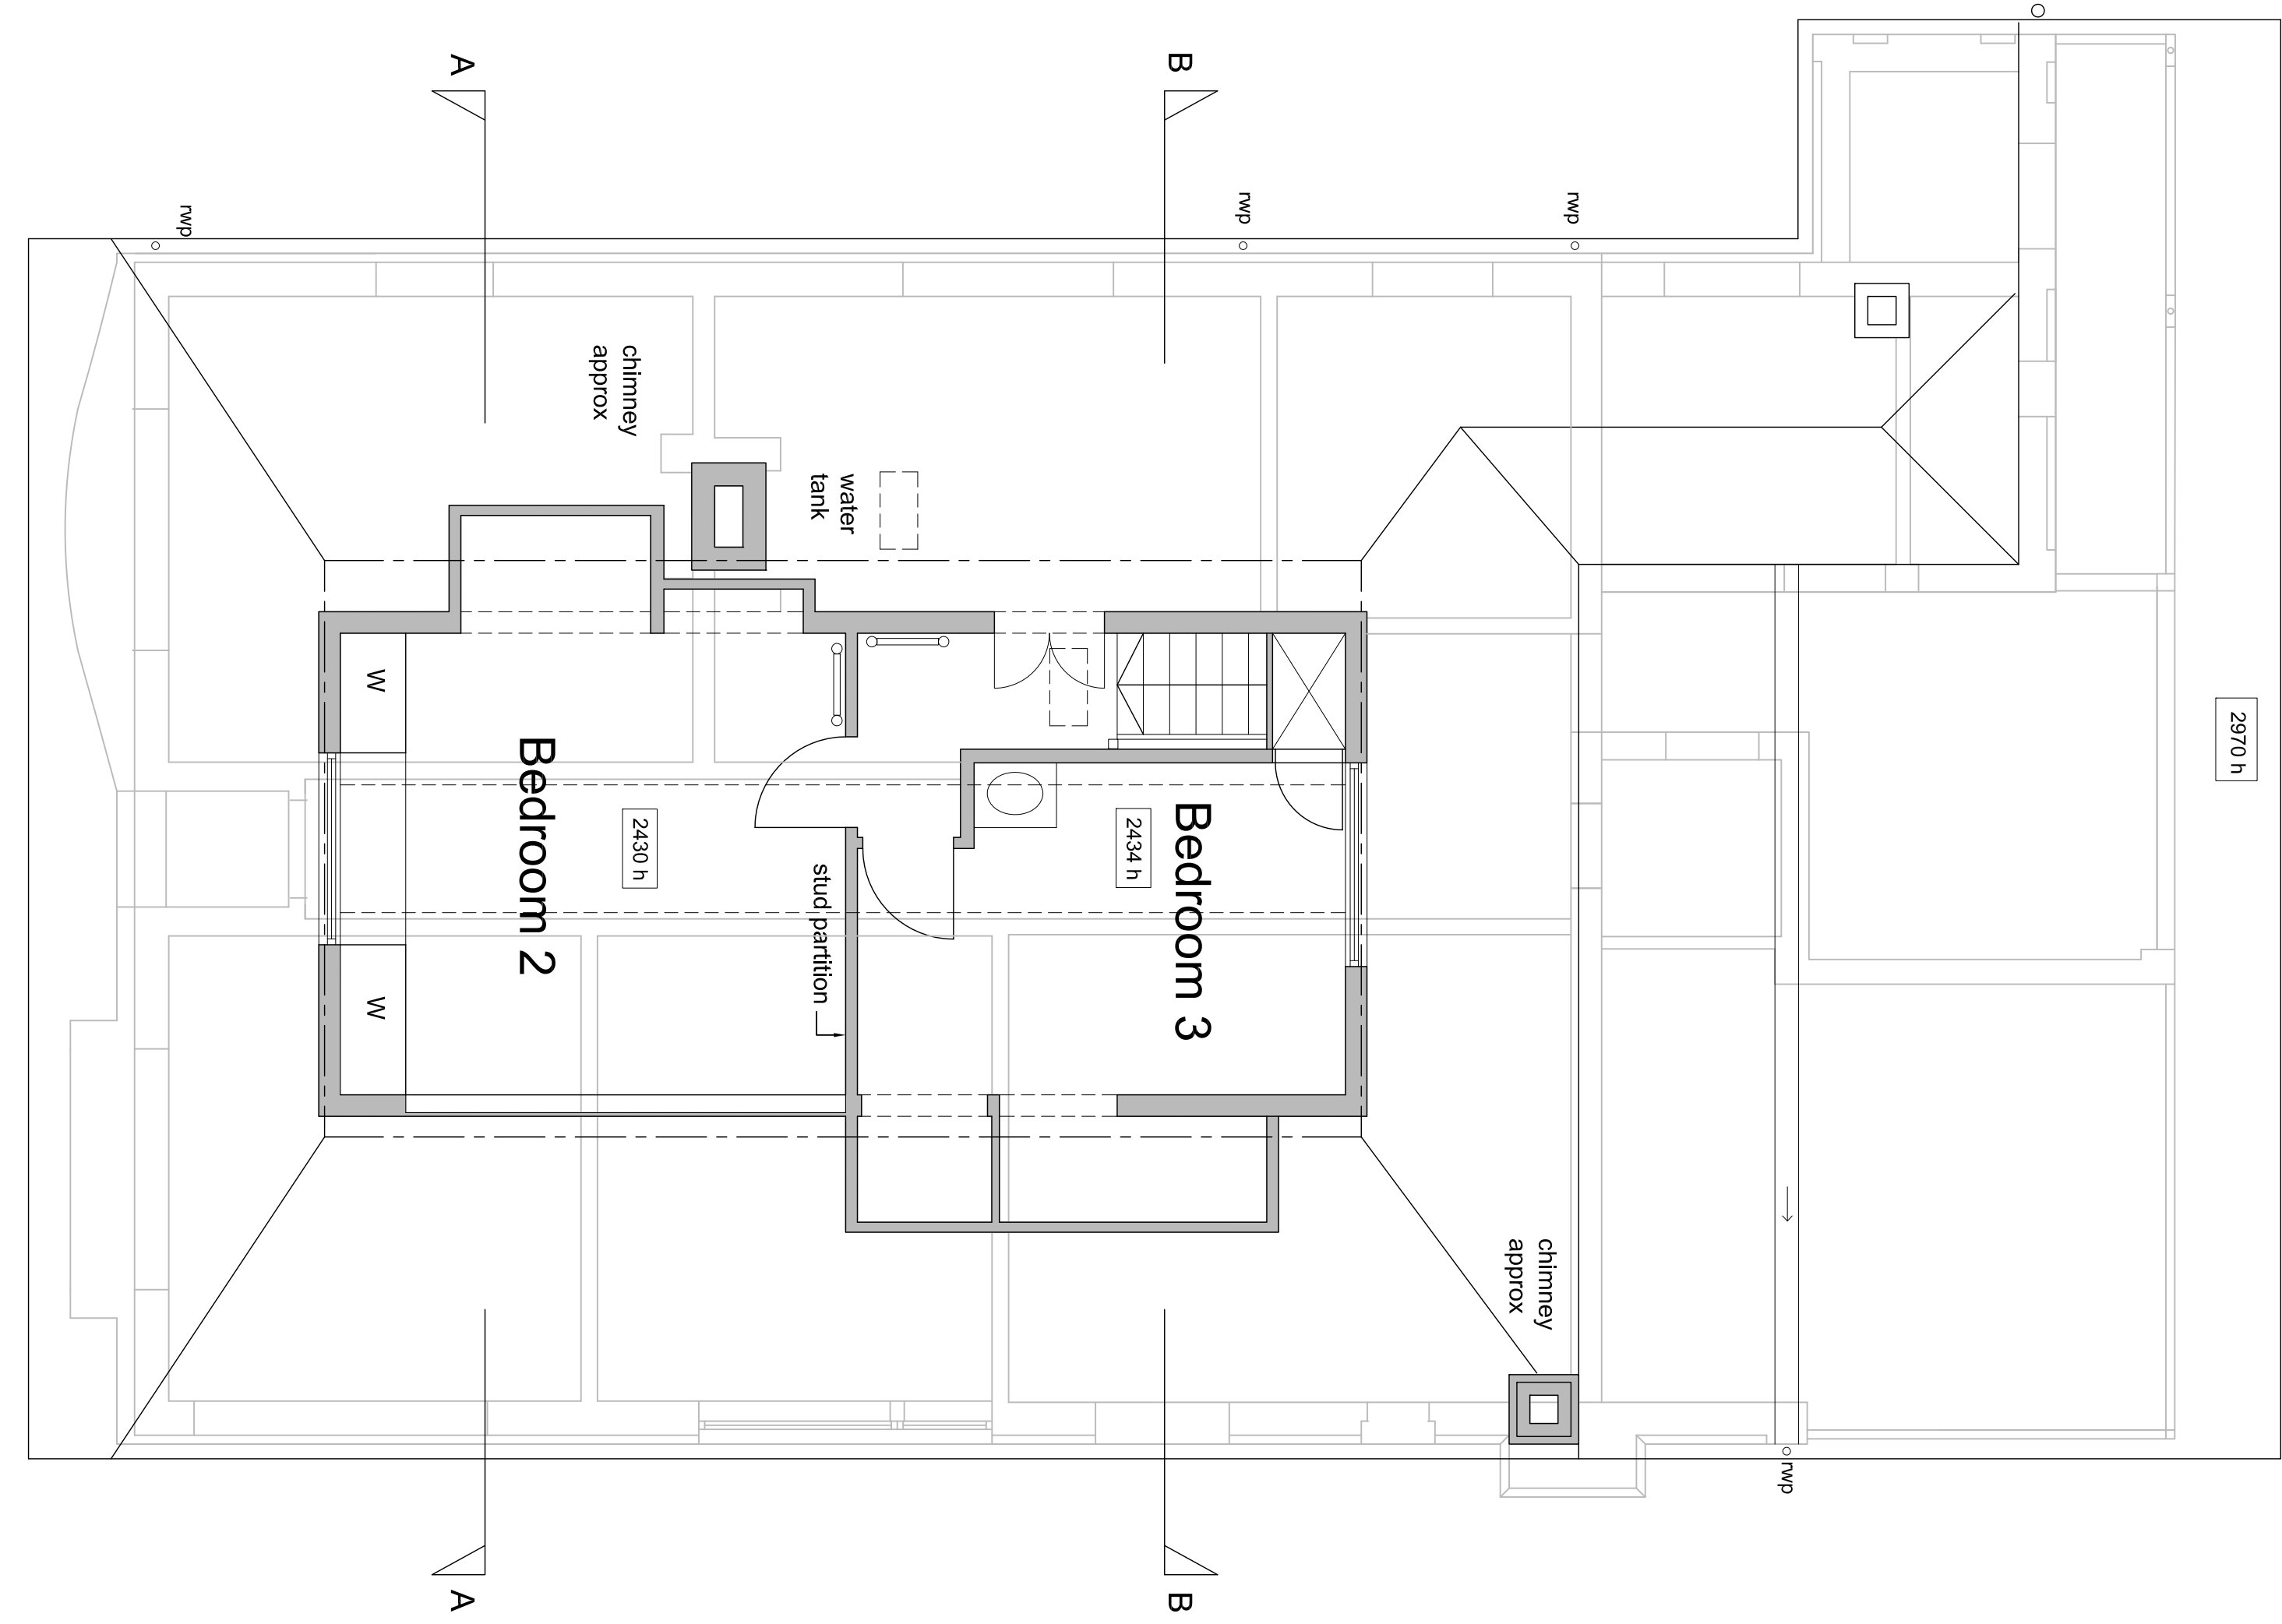 A
B
rwp
rwp
rwp
chimney
approx
water
tank
W
Bedroom 2
2430 h
stud partition
2434 h
Bedroom 3
2970 h
W
chimney
approx
rwp
A
B